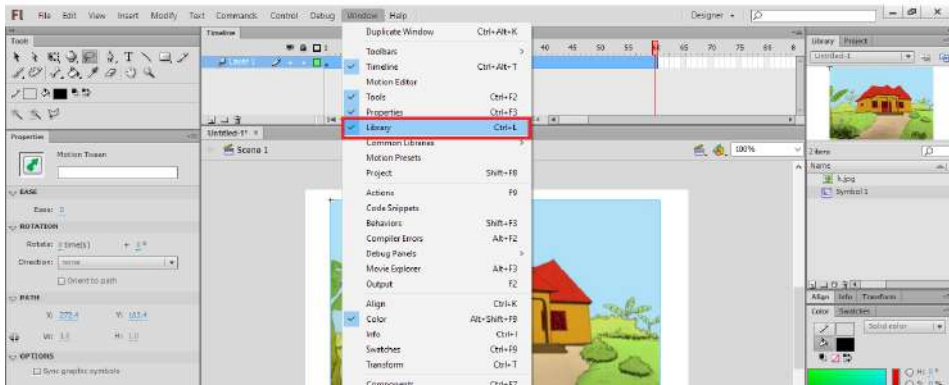 Fl File Edit View Insert Modify Text Commands Control Debug Window Help Designer
Tools
Timeline
Layer 1
40 45 50 55 65 70 75 80
Duplicate Window Ctrl+Alt+K
Toolbars
Timeline Ctrl+Alt+T
Motion Editor
Tools Ctrl+F2
Properties Ctrl+F3
Library Ctrl+L
Common Libraries
Motion Presets
Project Shift+F8
Actions F9
Code Snippets
Behaviors Shift+F3
Compiler Errors Alt+F2
Debug Panels
Movie Explorer Alt+F3
Output F2
Align Ctrl+K
Color Alt+Shift+F9
Info Ctrl+I
Swatches Ctrl+F9
Transform Ctrl+T
Components Ctrl+F7
Untitled-1*
Scene 1
100%
Properties
Motion Tween
EASE
Ease: 0
ROTATION
Rotate: 0 time(s) + 0°
Direction: none
Orient to path
PATH
X: 279.4 Y:
W: H:
OPTIONS
Sync graphic symbols
Library Project
Untitled-1
2 items
Name
k.jpg
Symbol 1
Align Info Transform
Color Swatches
Solid color
H: 0°